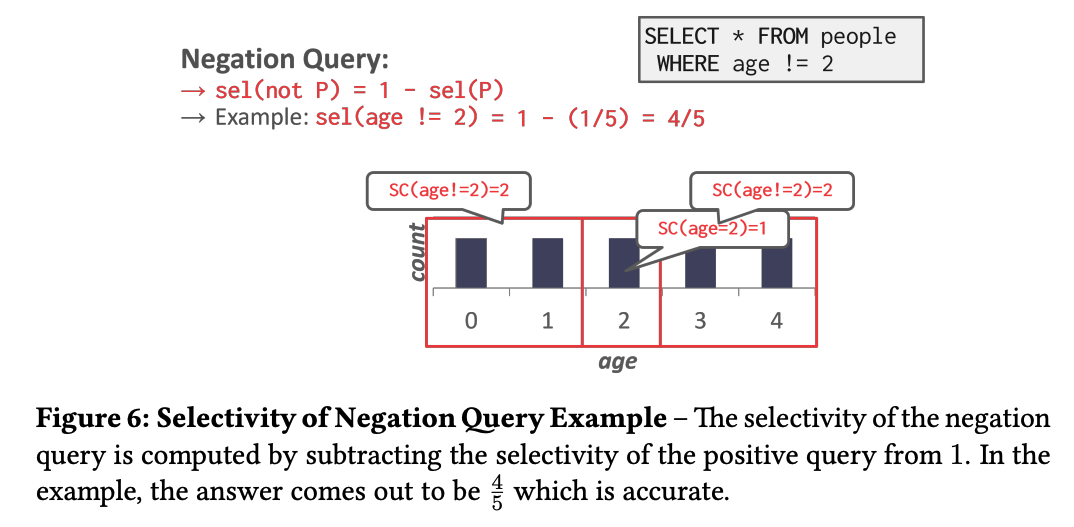 Negation Query:
SELECT * FROM people
WHERE age != 2
→ sel(not P) = 1 - sel(P)
→ Example: sel(age != 2) = 1 - (1/5) = 4/5
SC(age!=2)=2
SC(age!=2)=2
SC(age=2)=1
count
0 1 2 3 4
age
Figure 6: Selectivity of Negation Query Example – The selectivity of the negation
query is computed by subtracting the selectivity of the positive query from 1. In the
example, the answer comes out to be 4/5 which is accurate.